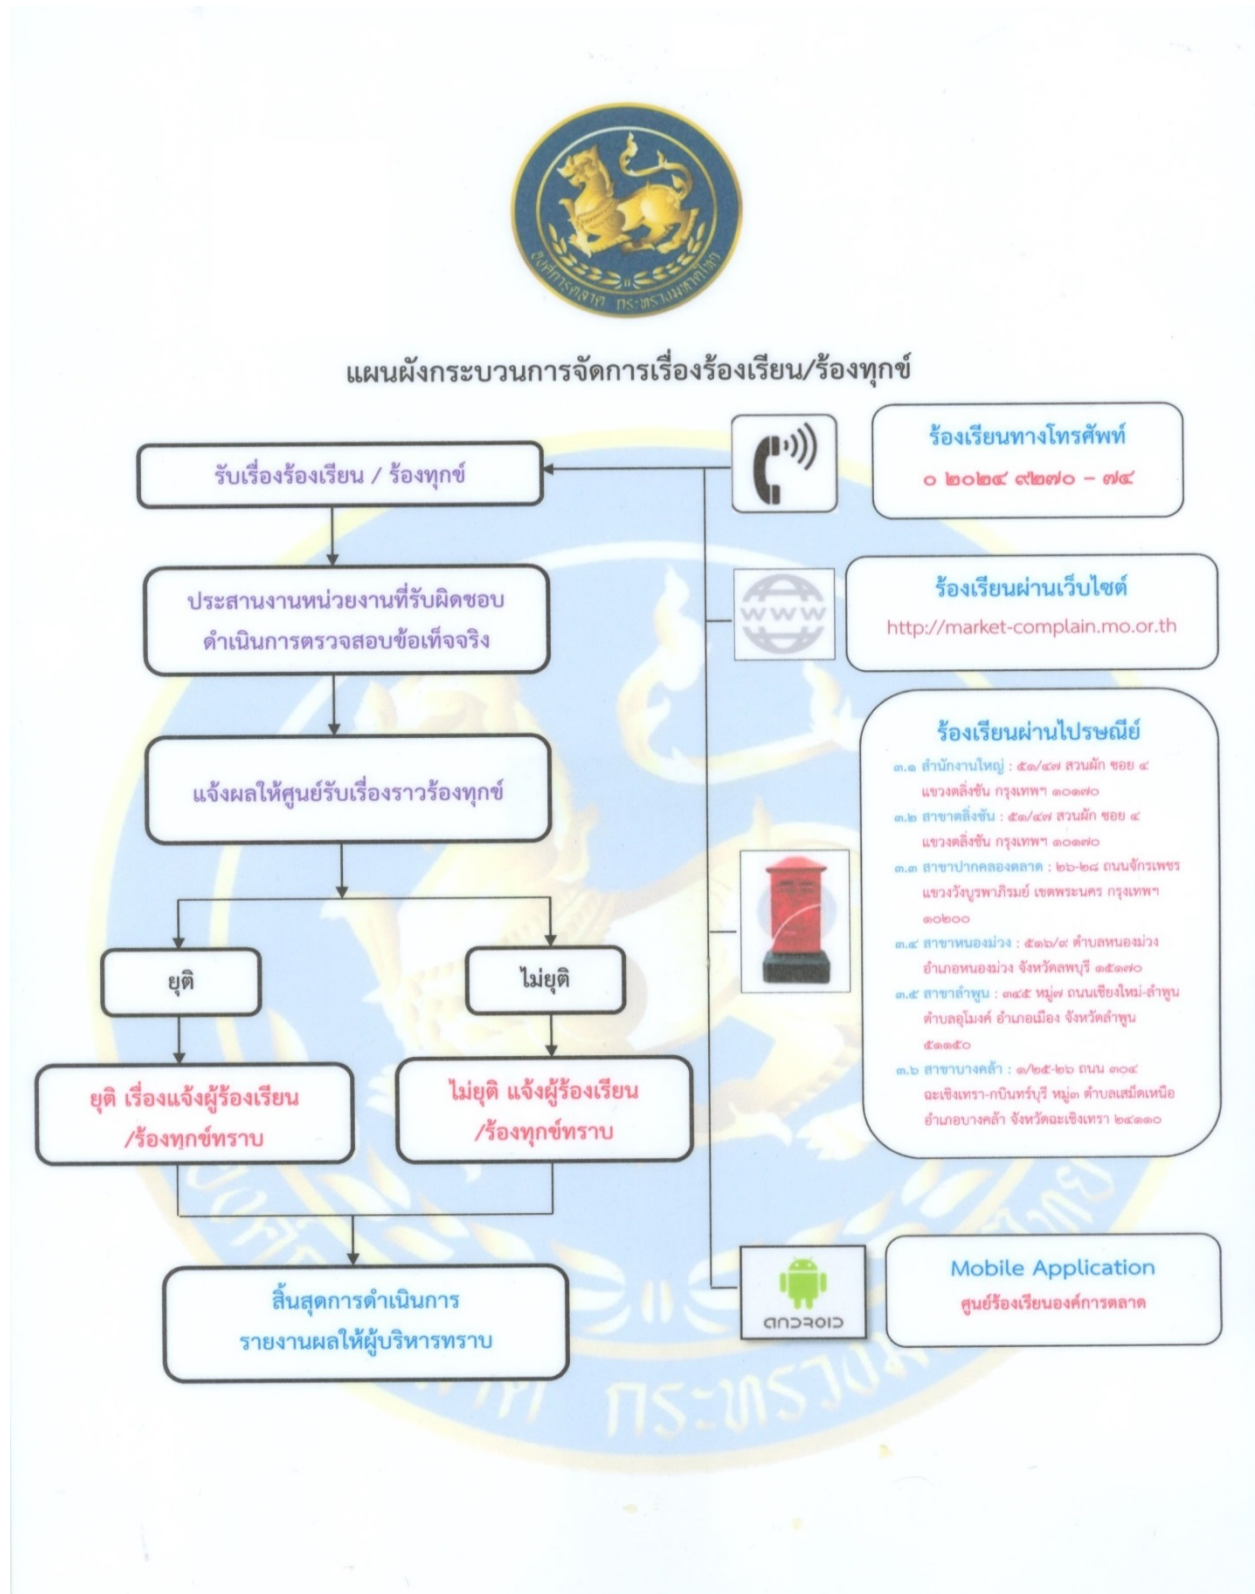 องค์การตลาด กระทรวงมหาดไทย
แผนผังกระบวนการจัดการเรื่องร้องเรียน/ร้องทุกข์
รับเรื่องร้องเรียน / ร้องทุกข์
ประสานงานหน่วยงานที่รับผิดชอบ
ดำเนินการตรวจสอบข้อเท็จจริง
แจ้งผลให้ศูนย์รับเรื่องราวร้องทุกข์
ยุติ
ไม่ยุติ
ยุติ เรื่องแจ้งผู้ร้องเรียน
/ร้องทุกข์ทราบ
ไม่ยุติ แจ้งผู้ร้องเรียน
/ร้องทุกข์ทราบ
สิ้นสุดการดำเนินการ
รายงานผลให้ผู้บริหารทราบ
ร้องเรียนทางโทรศัพท์
๐ ๒๐๒๔ ๙๒๗๐ – ๗๔
www
ร้องเรียนผ่านเว็บไซต์
http://market-complain.mo.or.th
ร้องเรียนผ่านไปรษณีย์
๓.๑ สำนักงานใหญ่ : ๕๑/๔๗ สวนผัก ซอย ๔
แขวงตลิ่งชัน กรุงเทพฯ ๑๐๑๗๐
๓.๒ สาขาตลิ่งชัน : ๕๑/๔๗ สวนผัก ซอย ๔
แขวงตลิ่งชัน กรุงเทพฯ ๑๐๑๗๐
๓.๓ สาขาปากคลองตลาด : ๒๖-๒๘ ถนนจักรเพชร
แขวงวังบูรพาภิรมย์ เขตพระนคร กรุงเทพฯ
๑๐๒๐๐
๓.๔ สาขาหนองม่วง : ๕๑๖/๙ ตำบลหนองม่วง
อำเภอหนองม่วง จังหวัดลพบุรี ๑๕๑๗๐
๓.๕ สาขาลำพูน : ๓๔๕ หมู่๗ ถนนเชียงใหม่-ลำพูน
ตำบลอุโมงค์ อำเภอเมือง จังหวัดลำพูน
๕๑๑๕๐
๓.๖ สาขาบางคล้า : ๑/๒๕-๒๖ ถนน ๓๐๔
ฉะเชิงเทรา-กบินทร์บุรี หมู่๓ ตำบลเสม็ดเหนือ
อำเภอบางคล้า จังหวัดฉะเชิงเทรา ๒๔๑๑๐
ANDROID
Mobile Application
ศูนย์ร้องเรียนองค์การตลาด